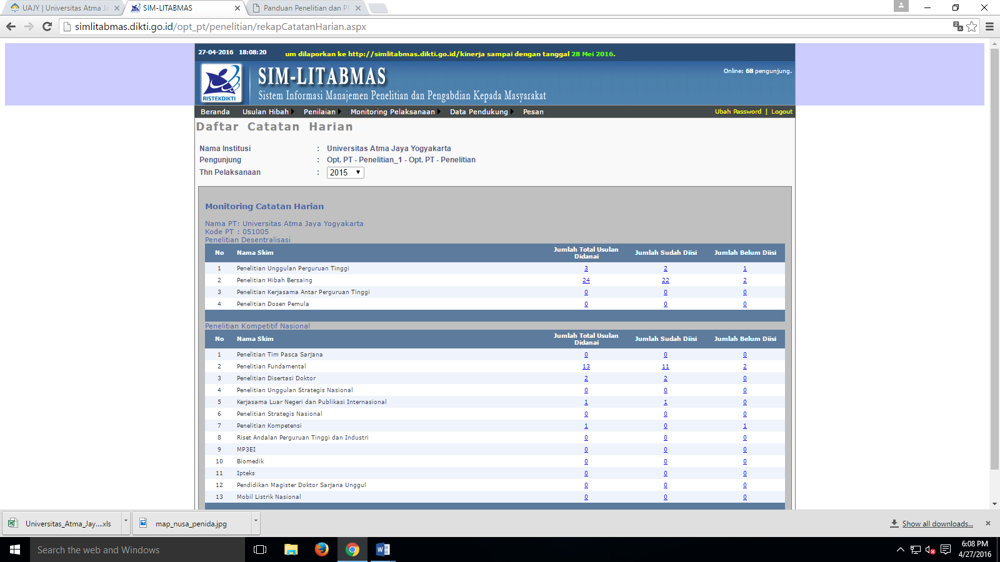 UAJY | Universitas Atma Ja
SIM-LITABMAS
Panduan Penelitian dan PP
simlitabmas.dikti.go.id/opt_pt/penelitian/rekapCatatanHarian.aspx
27-04-2016 18:08:20
um dilaporkan ke http://simlitabmas.dikti.go.id/kinerja sampai dengan tanggal 28 Mei 2016.
RISTEKDIKTI
SIM-LITABMAS
Sistem Informasi Manajemen Penelitian dan Pengabdian Kepada Masyarakat
Online: 68 pengunjung.
Beranda Usulan Hibah Penilaian Monitoring Pelaksanaan Data Pendukung Pesan Ubah Password | Logout
Daftar Catatan Harian
Nama Institusi : Universitas Atma Jaya Yogyakarta
Pengunjung : Opt. PT - Penelitian_1 - Opt. PT - Penelitian
Thn Pelaksanaan : 2015
Monitoring Catatan Harian
Nama PT: Universitas Atma Jaya Yogyakarta
Kode PT : 051005
Penelitian Desentralisasi
No Nama Skim Jumlah Total Usulan Didanai Jumlah Sudah Diisi Jumlah Belum Diisi
1 Penelitian Unggulan Perguruan Tinggi 3 2 1
2 Penelitian Hibah Bersaing 24 22 2
3 Penelitian Kerjasama Antar Perguruan Tinggi 0 0 0
4 Penelitian Dosen Pemula 0 0 0
Penelitian Kompetitif Nasional
No Nama Skim Jumlah Total Usulan Didanai Jumlah Sudah Diisi Jumlah Belum Diisi
1 Penelitian Tim Pasca Sarjana 0 0 0
2 Penelitian Fundamental 13 11 2
3 Penelitian Disertasi Doktor 2 2 0
4 Penelitian Unggulan Strategis Nasional 0 0 0
5 Kerjasama Luar Negeri dan Publikasi Internasional 1 1 0
6 Penelitian Strategis Nasional 0 0 0
7 Penelitian Kompetensi 1 0 1
8 Riset Andalan Perguruan Tinggi dan Industri 0 0 0
9 MP3EI 0 0 0
10 Biomedik 0 0 0
11 Ipteks 0 0 0
12 Pendidikan Magister Doktor Sarjana Unggul 0 0 0
13 Mobil Listrik Nasional 0 0 0
Universitas_Atma_Jay....xls
map_nusa_penida.jpg
Show all downloads...
Search the web and Windows
6:08 PM
4/27/2016